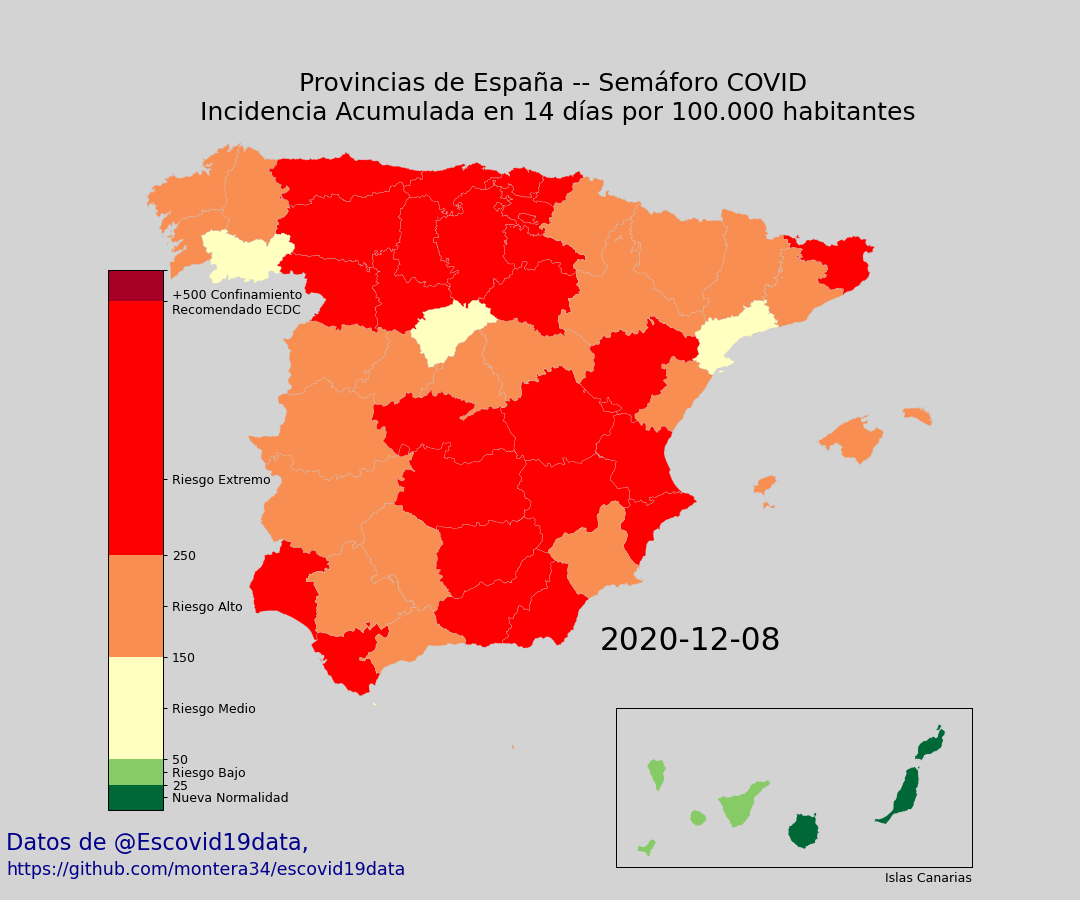 Provincias de España -- Semáforo COVID
Incidencia Acumulada en 14 días por 100.000 habitantes
+500 Confinamiento
Recomendado ECDC
Riesgo Extremo
250
Riesgo Alto
150
Riesgo Medio
50
Riesgo Bajo
25
Nueva Normalidad
2020-12-08
Islas Canarias
Datos de @Escovid19data,
https://github.com/montera34/escovid19data